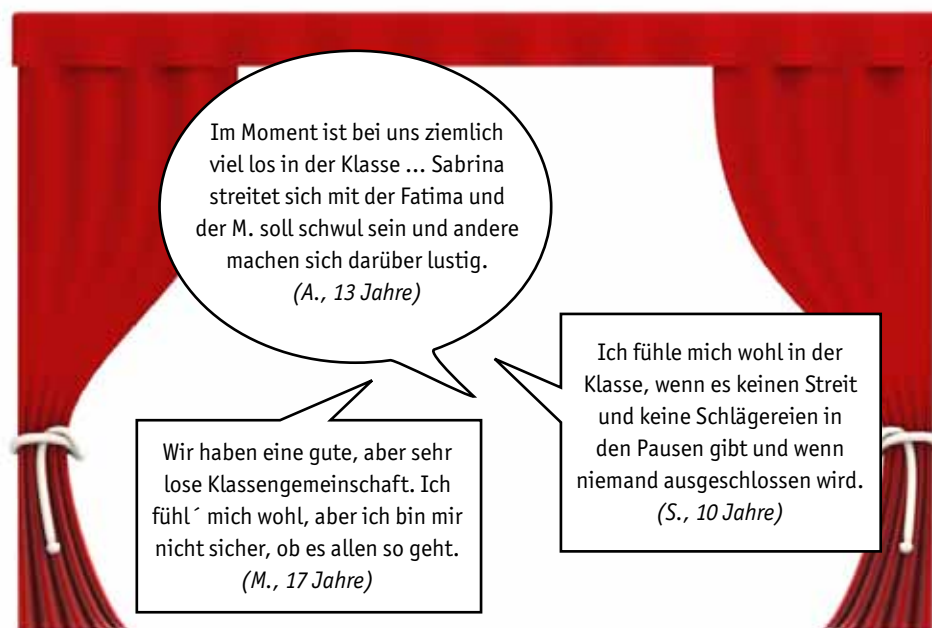 Im Moment ist bei uns ziemlich
viel los in der Klasse ... Sabrina
streitet sich mit der Fatima und
der M. soll schwul sein und andere
machen sich darüber lustig.
(A., 13 Jahre)
Ich fühle mich wohl in der
Klasse, wenn es keinen Streit
und keine Schlägereien in
den Pausen gibt und wenn
niemand ausgeschlossen wird.
(S., 10 Jahre)
Wir haben eine gute, aber sehr
lose Klassengemeinschaft. Ich
fühl´ mich wohl, aber ich bin mir
nicht sicher, ob es allen so geht.
(M., 17 Jahre)